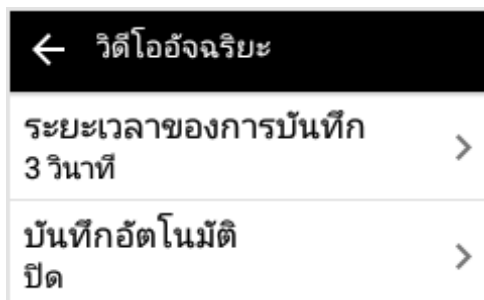 วิดีโออัจฉริยะ
ระยะเวลาของการบันทึก
3 วินาที
บันทึกอัตโนมัติ
ปิด